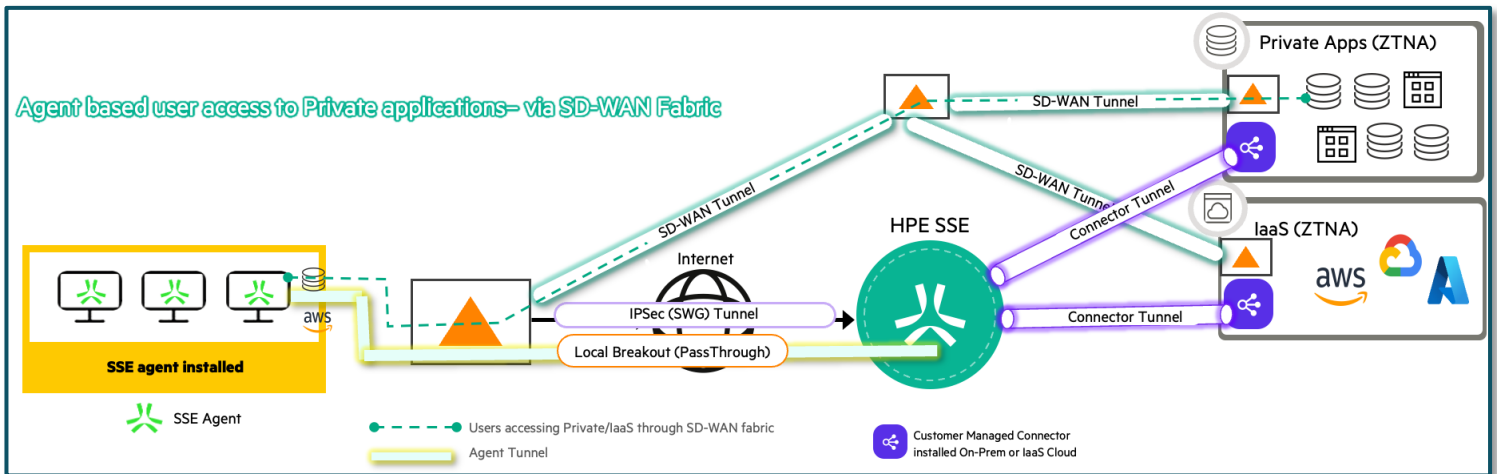 Private Apps (ZTNA)
Agent based user access to Private applications– via SD-WAN Fabric
SD-WAN Tunnel
SD-WAN Tunnel
SD-WAN Tunnel
Connector Tunnel
HPE SSE
IaaS (ZTNA)
Internet
aws
aws
IPSec (SWG) Tunnel
Connector Tunnel
Local Breakout (PassThrough)
SSE agent installed
SSE Agent
Users accessing Private/IaaS through SD-WAN fabric
Agent Tunnel
Customer Managed Connector
installed On-Prem or IaaS Cloud